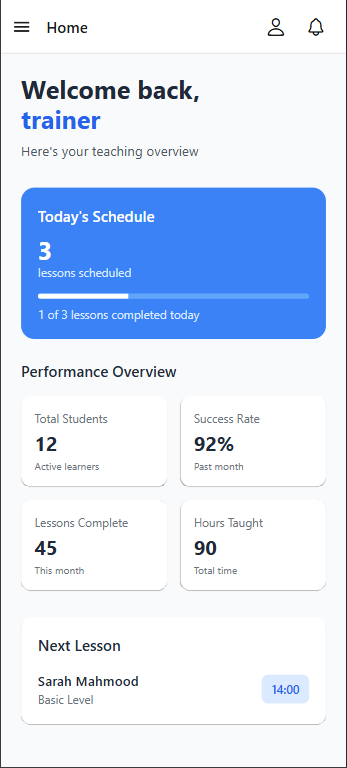 Home
Welcome back,
trainer
Here's your teaching overview
Today's Schedule
3
lessons scheduled
1 of 3 lessons completed today
Performance Overview
Total Students
12
Active learners
Success Rate
92%
Past month
Lessons Complete
45
This month
Hours Taught
90
Total time
Next Lesson
Sarah Mahmood
Basic Level
14:00